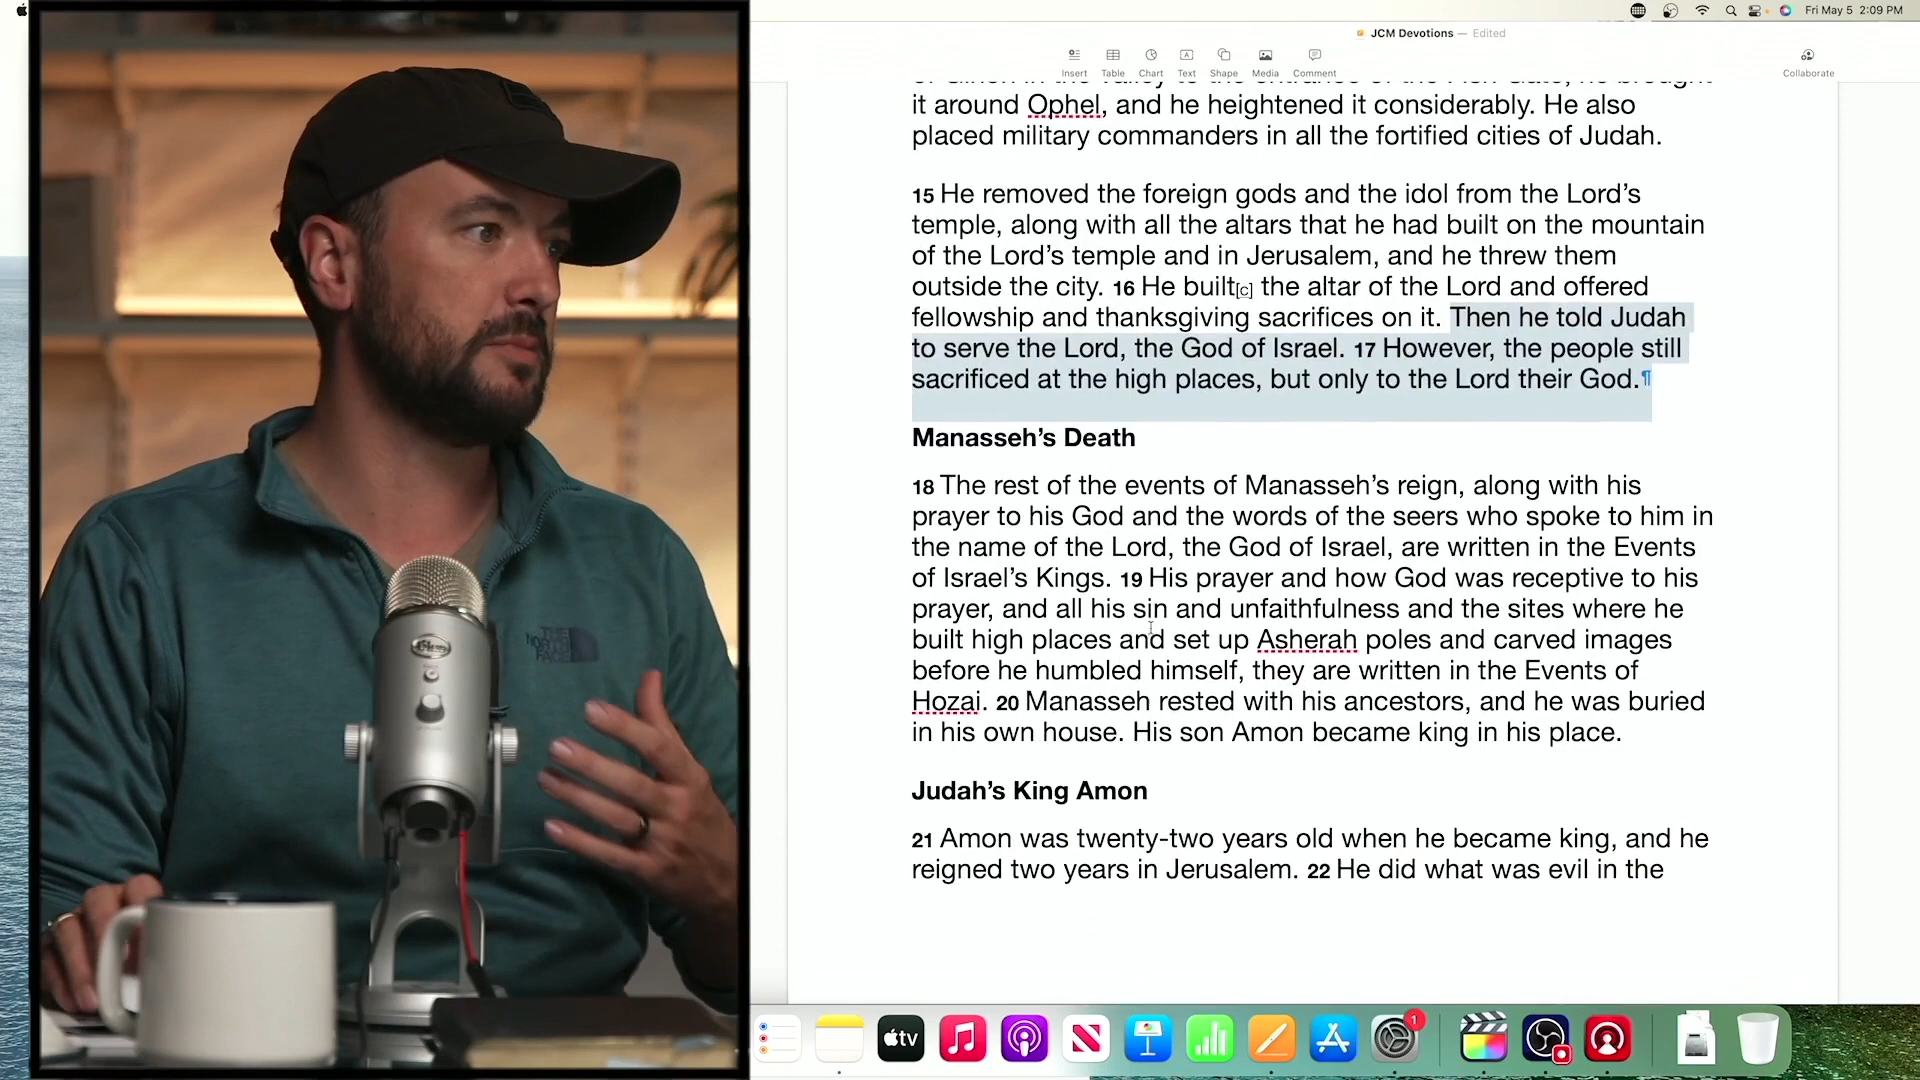 Fri May 5 2:09 PM
JCM Devotions — Edited
Insert Table Chart Text Shape Media Comment Collaborate
it around Ophel, and he heightened it considerably. He also
placed military commanders in all the fortified cities of Judah.
15 He removed the foreign gods and the idol from the Lord’s
temple, along with all the altars that he had built on the mountain
of the Lord’s temple and in Jerusalem, and he threw them
outside the city. 16 He built[c] the altar of the Lord and offered
fellowship and thanksgiving sacrifices on it. Then he told Judah
to serve the Lord, the God of Israel. 17 However, the people still
sacrificed at the high places, but only to the Lord their God.¶
Manasseh’s Death
18 The rest of the events of Manasseh’s reign, along with his
prayer to his God and the words of the seers who spoke to him in
the name of the Lord, the God of Israel, are written in the Events
of Israel’s Kings. 19 His prayer and how God was receptive to his
prayer, and all his sin and unfaithfulness and the sites where he
built high places and set up Asherah poles and carved images
before he humbled himself, they are written in the Events of
Hozai. 20 Manasseh rested with his ancestors, and he was buried
in his own house. His son Amon became king in his place.
Judah’s King Amon
21 Amon was twenty-two years old when he became king, and he
reigned two years in Jerusalem. 22 He did what was evil in the
THE
NORTH
FACE
tv
1